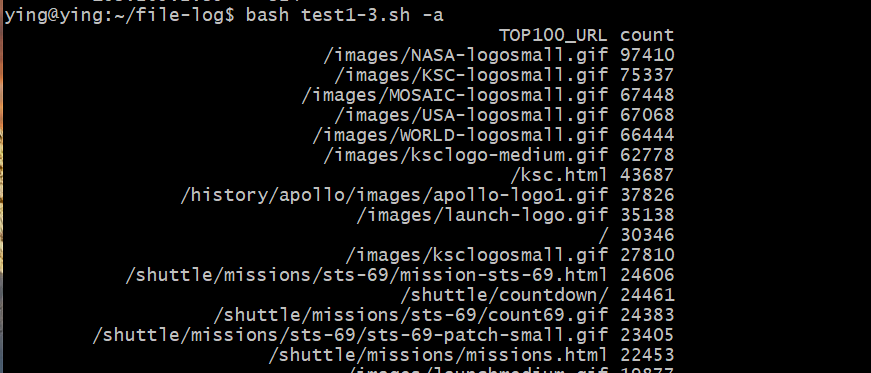 ying@ying:~/file-log$ bash test1-3.sh -a
TOP100_URL count
/images/NASA-logosmall.gif 97410
/images/KSC-logosmall.gif 75337
/images/MOSAIC-logosmall.gif 67448
/images/USA-logosmall.gif 67068
/images/WORLD-logosmall.gif 66444
/images/ksclogo-medium.gif 62778
/ksc.html 43687
/history/apollo/images/apollo-logo1.gif 37826
/images/launch-logo.gif 35138
/ 30346
/images/ksclogosmall.gif 27810
/shuttle/missions/sts-69/mission-sts-69.html 24606
/shuttle/countdown/ 24461
/shuttle/missions/sts-69/count69.gif 24383
/shuttle/missions/sts-69/sts-69-patch-small.gif 23405
/shuttle/missions/missions.html 22453
/images/launchmedium.gif 19877